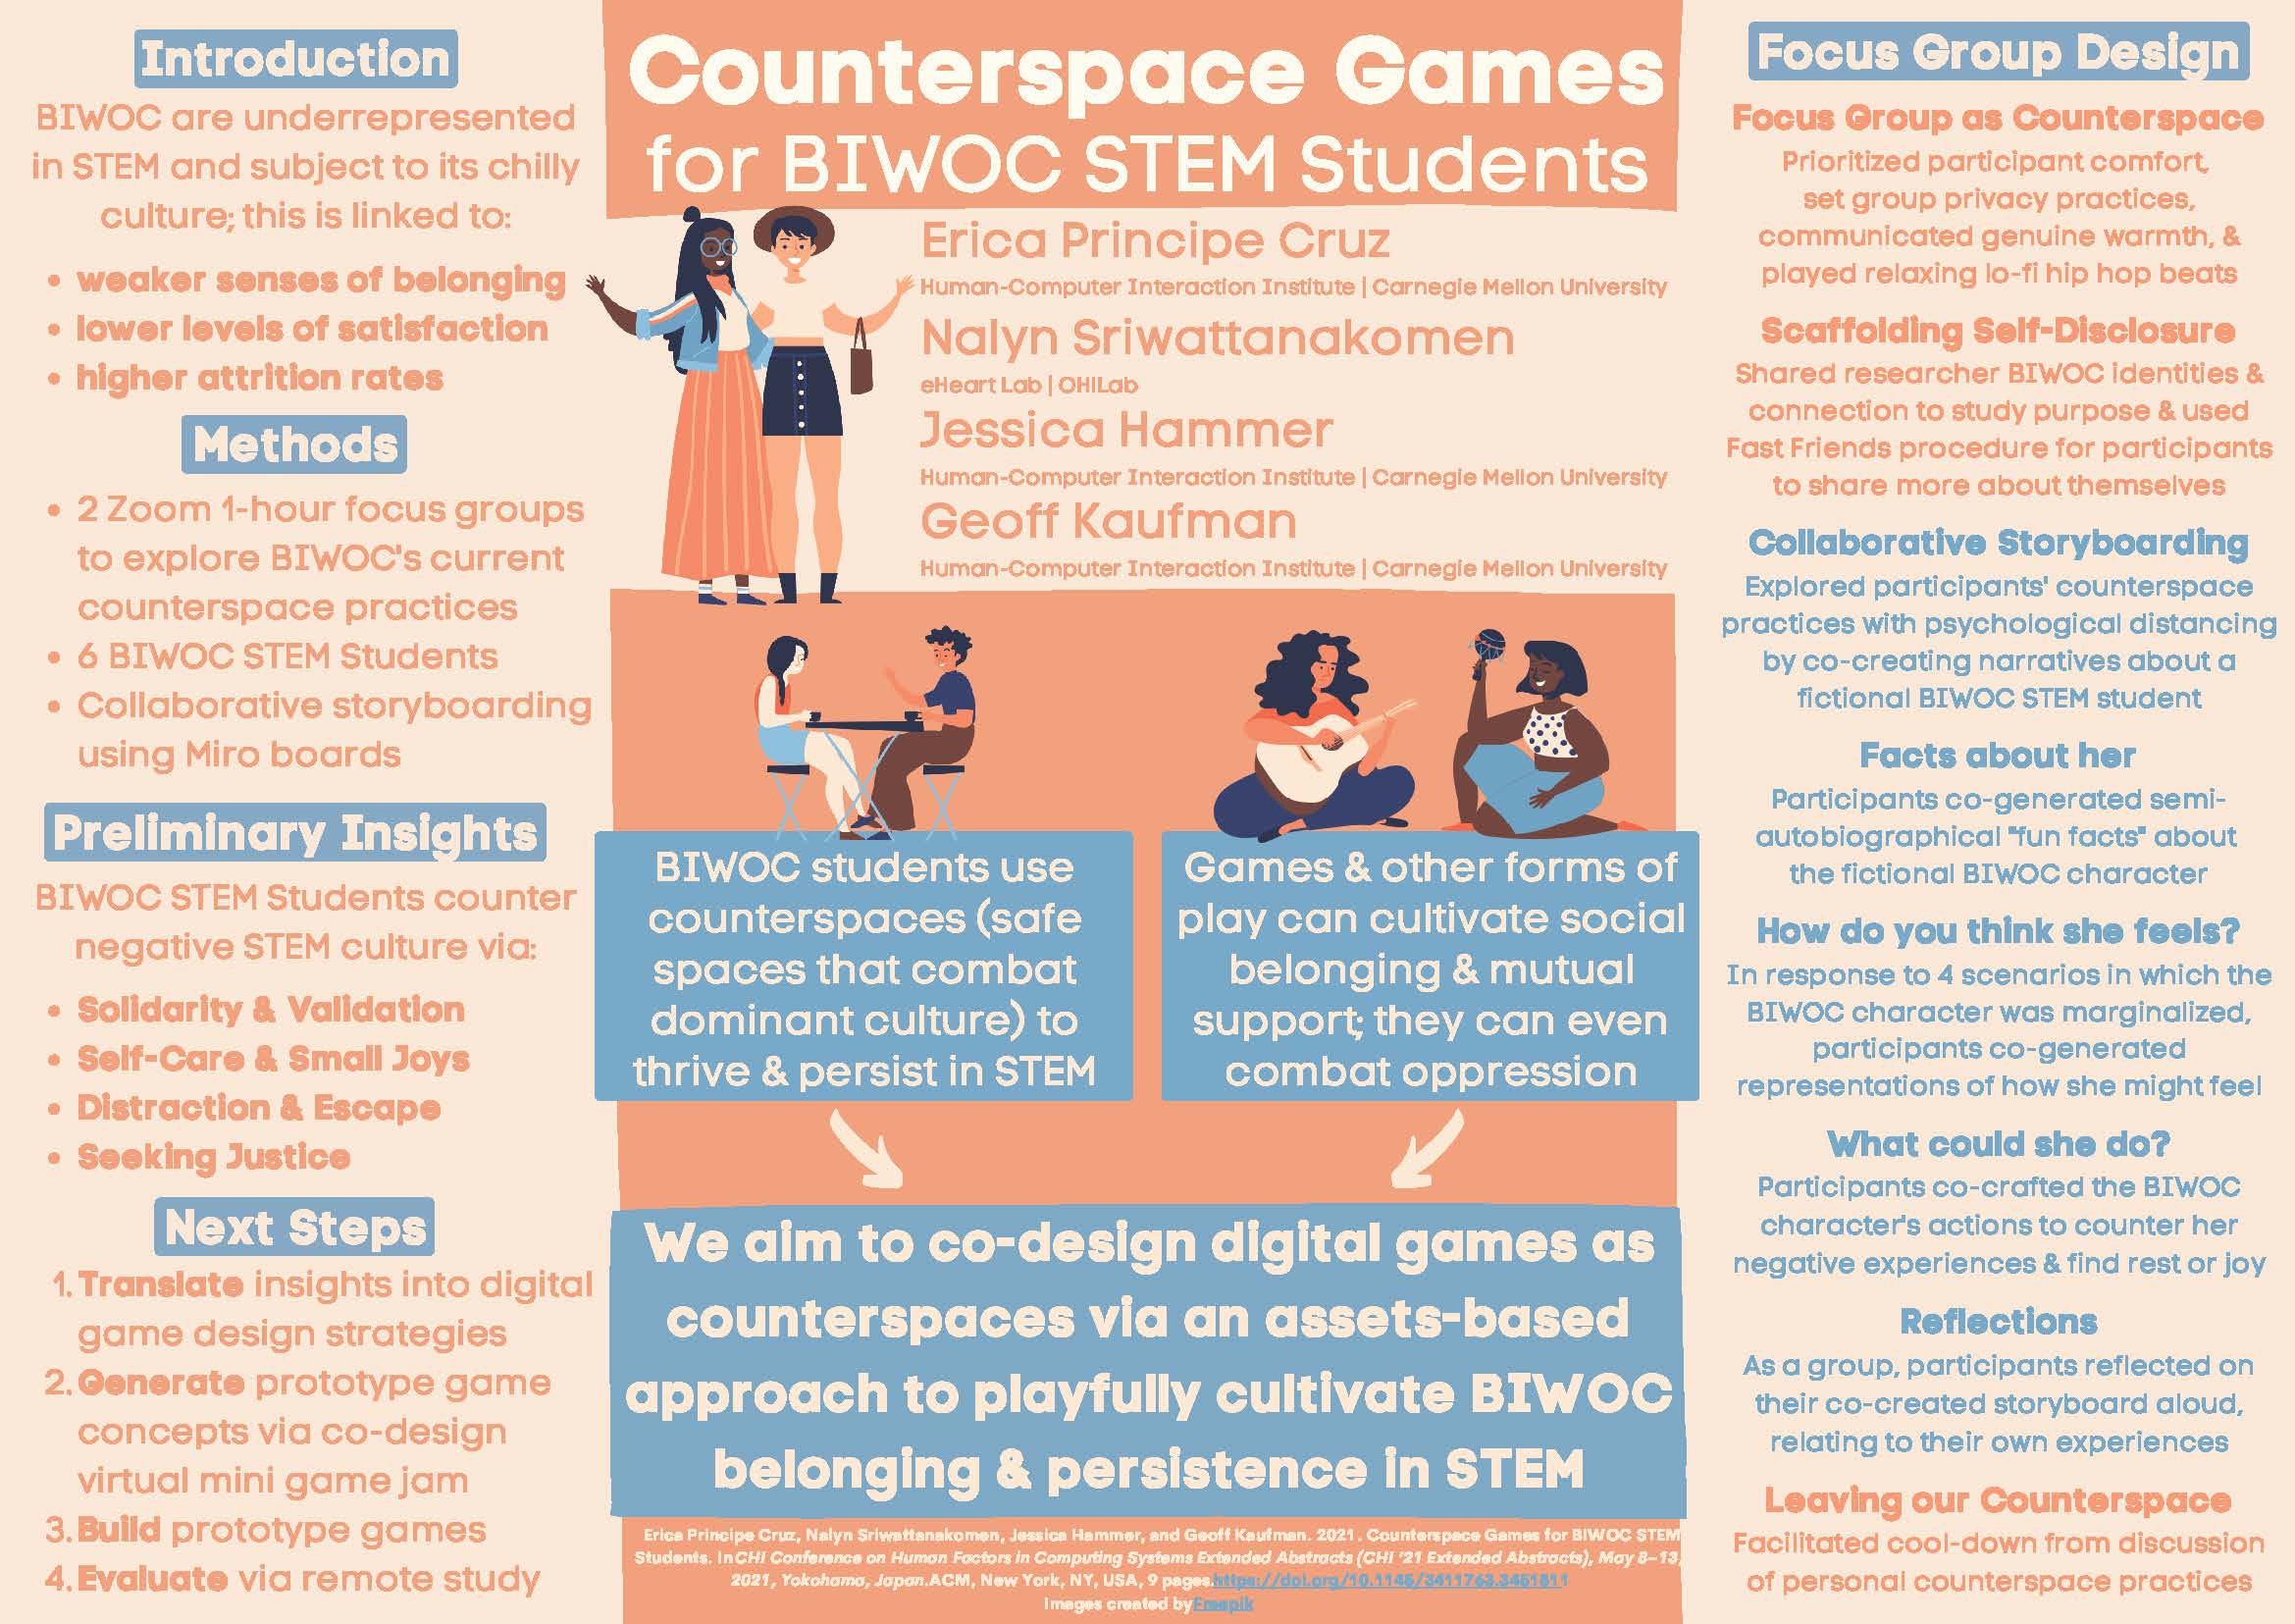 Introduction
BIWOC are underrepresented
in STEM and subject to its chilly
culture; this is linked to:
• weaker senses of belonging
• lower levels of satisfaction
• higher attrition rates
Methods
• 2 Zoom 1-hour focus groups
to explore BIWOC's current
counterspace practices
• 6 BIWOC STEM Students
• Collaborative storyboarding
using Miro boards
Preliminary Insights
BIWOC STEM Students counter
negative STEM culture via:
• Solidarity & Validation
• Self-Care & Small Joys
• Distraction & Escape
• Seeking Justice
Next Steps
1. Translate insights into digital
game design strategies
2. Generate prototype game
concepts via co-design
virtual mini game jam
3. Build prototype games
4. Evaluate via remote study
Counterspace Games
for BIWOC STEM Students
Erica Principe Cruz
Human-Computer Interaction Institute | Carnegie Mellon University
Nalyn Sriwattanakomen
eHeart Lab | OHILab
Jessica Hammer
Human-Computer Interaction Institute | Carnegie Mellon University
Geoff Kaufman
Human-Computer Interaction Institute | Carnegie Mellon University
BIWOC students use
counterspaces (safe
spaces that combat
dominant culture) to
thrive & persist in STEM
Games & other forms of
play can cultivate social
belonging & mutual
support; they can even
combat oppression
We aim to co-design digital games as
counterspaces via an assets-based
approach to playfully cultivate BIWOC
belonging & persistence in STEM
Erica Principe Cruz, Nalyn Sriwattanakomen, Jessica Hammer, and Geoff Kaufman. 2021. Counterspace Games for BIWOC STEM
Students. In CHI Conference on Human Factors in Computing Systems Extended Abstracts (CHI '21 Extended Abstracts), May 8–13,
2021, Yokohama, Japan.ACM, New York, NY, USA, 9 pages.https://doi.org/10.1145/3411763.3451811
Images created by Freepik
Focus Group Design
Focus Group as Counterspace
Prioritized participant comfort,
set group privacy practices,
communicated genuine warmth, &
played relaxing lo-fi hip hop beats
Scaffolding Self-Disclosure
Shared researcher BIWOC identities &
connection to study purpose & used
Fast Friends procedure for participants
to share more about themselves
Collaborative Storyboarding
Explored participants' counterspace
practices with psychological distancing
by co-creating narratives about a
fictional BIWOC STEM student
Facts about her
Participants co-generated semi-
autobiographical "fun facts" about
the fictional BIWOC character
How do you think she feels?
In response to 4 scenarios in which the
BIWOC character was marginalized,
participants co-generated
representations of how she might feel
What could she do?
Participants co-crafted the BIWOC
character's actions to counter her
negative experiences & find rest or joy
Reflections
As a group, participants reflected on
their co-created storyboard aloud,
relating to their own experiences
Leaving our Counterspace
Facilitated cool-down from discussion
of personal counterspace practices